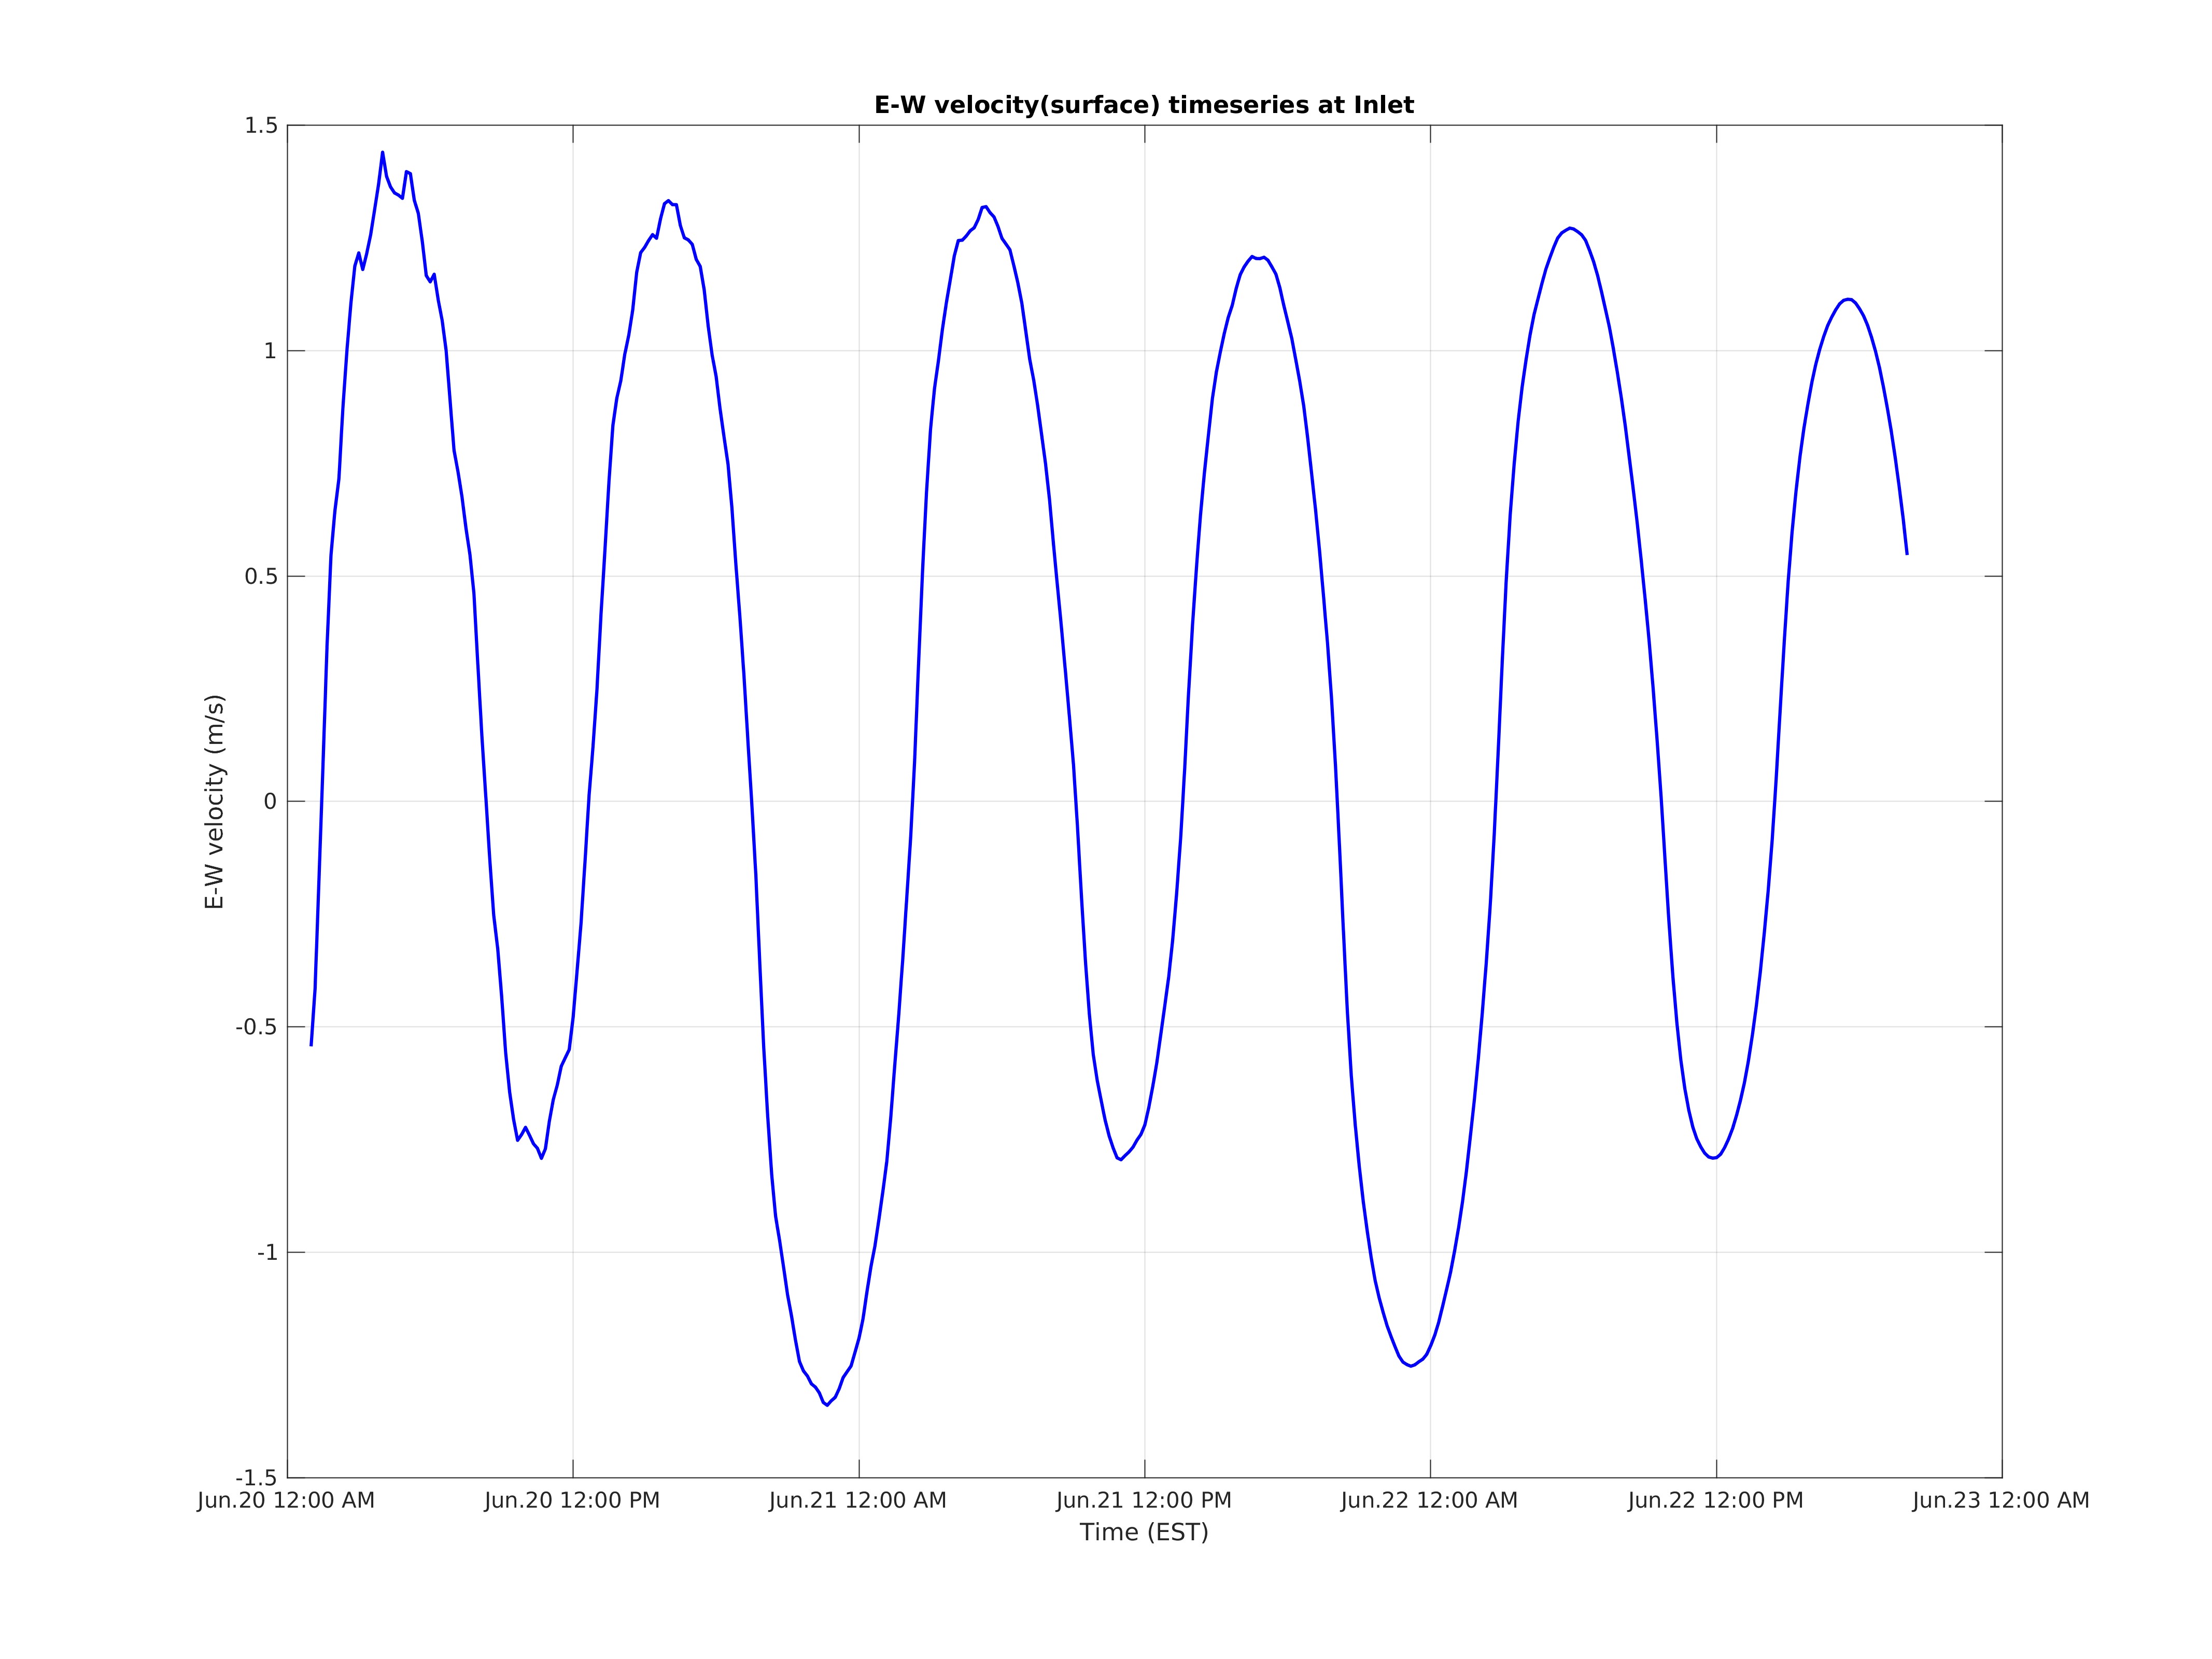 E-W velocity(surface) timeseries at Inlet
1.5
1
0.5
0
-0.5
-1
-1.5
E-W velocity (m/s)
Jun.20 12:00 AM Jun.20 12:00 PM Jun.21 12:00 AM Jun.21 12:00 PM Jun.22 12:00 AM Jun.22 12:00 PM Jun.23 12:00 AM
Time (EST)